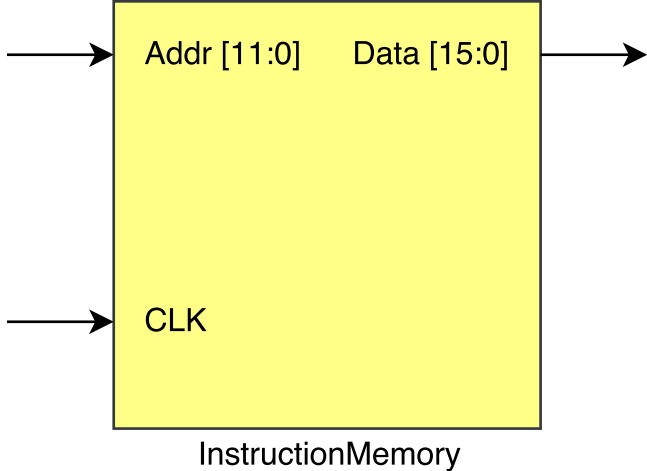 Addr [11:0] Data [15:0]
CLK
InstructionMemory